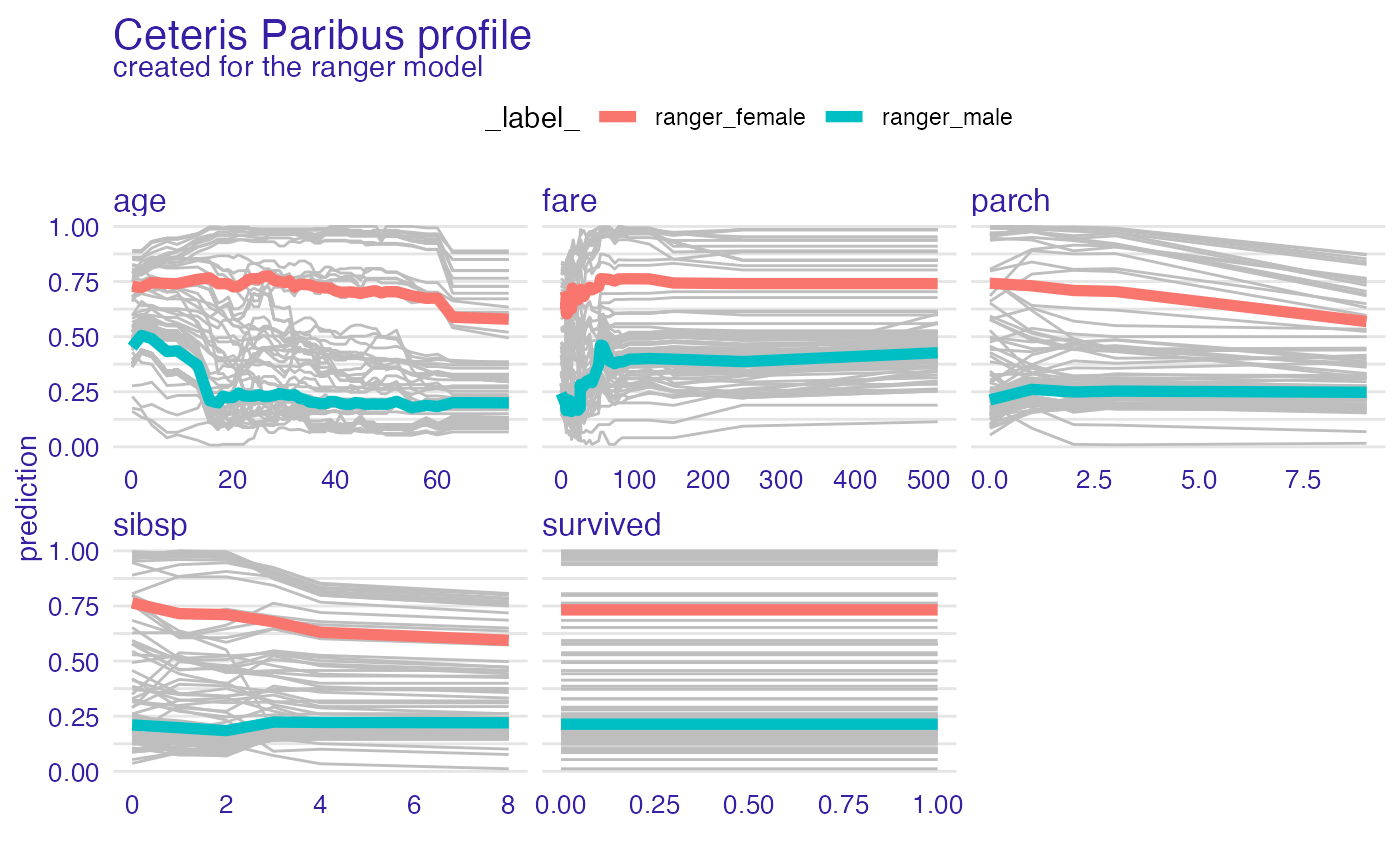 Ceteris Paribus profile
created for the ranger model
_label_ ranger_female ranger_male
age fare parch
1.00
0.75
0.50
0.25
0.00
0 20 40 60 0 100 200 300 400 500 0.0 2.5 5.0 7.5
prediction
sibsp survived
1.00
0.75
0.50
0.25
0.00
0 2 4 6 8 0.00 0.25 0.50 0.75 1.00